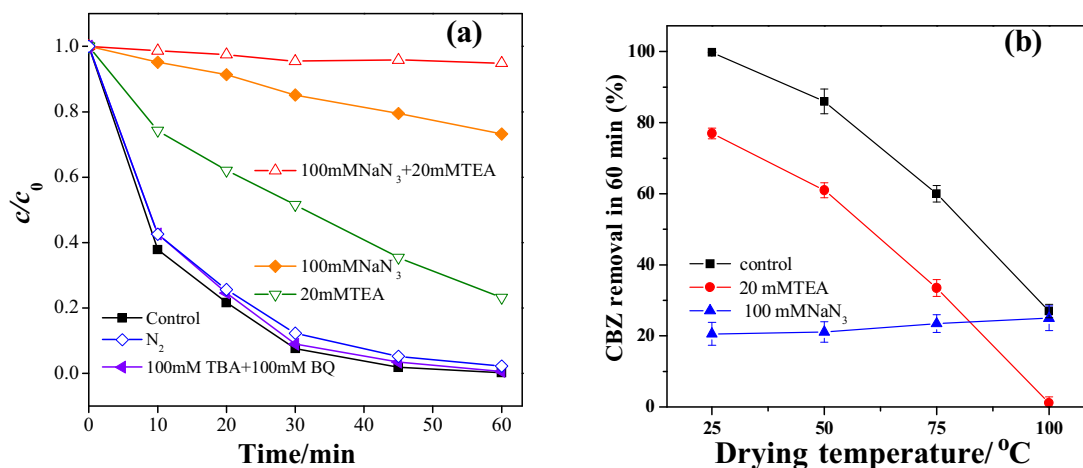 (a)
1.0
0.8
0.6
0.4
0.2
0.0
c/c₀
100mMNaN₃+20mMTEA
100mMNaN₃
20mMTEA
Control
N₂
100mM TBA+100mM BQ
0 10 20 30 40 50 60
Time/min
(b)
100
80
60
40
20
0
CBZ removal in 60 min (%)
control
20 mMTEA
100 mMNaN₃
25 50 75 100
Drying temperature/ °C